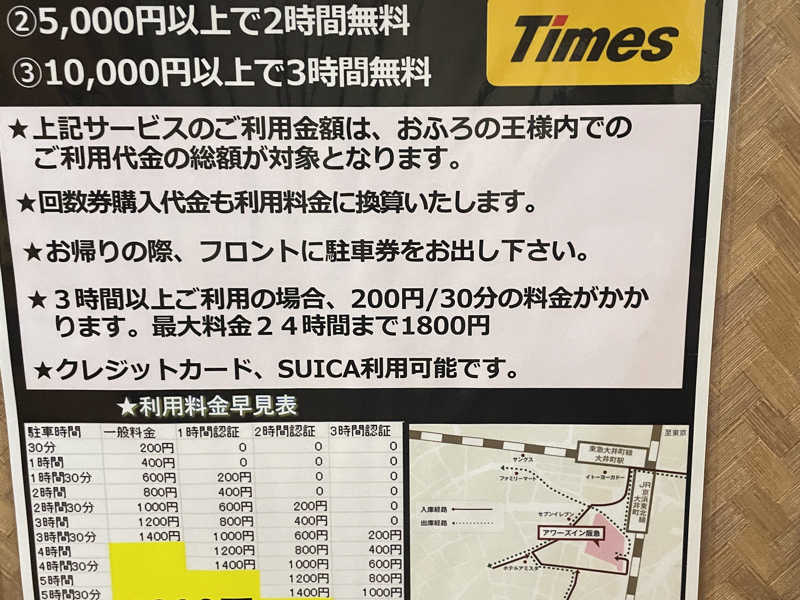 ②5,000円以上で2時間無料
③10,000円以上で3時間無料
Times
★上記サービスのご利用金額は、おふろの王様内での
ご利用代金の総額が対象となります。
★回数券購入代金も利用料金に換算いたします。
★お帰りの際、フロントに駐車券をお出し下さい。
★３時間以上ご利用の場合、200円/30分の料金がかか
ります。最大料金２４時間まで1800円
★クレジットカード、SUICA利用可能です。
★利用料金早見表
駐車時間 一般料金 1時間認証 2時間認証 3時間認証
30分 200円 0 0 0
1時間 400円 0 0 0
1時間30分 600円 200円 0 0
2時間 800円 400円 0 0
2時間30分 1000円 600円 200円 0
3時間 1200円 800円 400円 0
3時間30分 1400円 1000円 600円 200円
4時間 1200円 800円 400円
4時間30分 1400円 1000円 600円
5時間 1200円 800円
5時間30分 1400円 1000円
至東京
東急大井町線
大井町駅
サンクス
ファミリーマート
イトーヨーカドー
JR京浜東北線
大井町駅
入庫経路
出庫経路
セブンイレブン
アワーズイン阪急
ホテルアミスタ